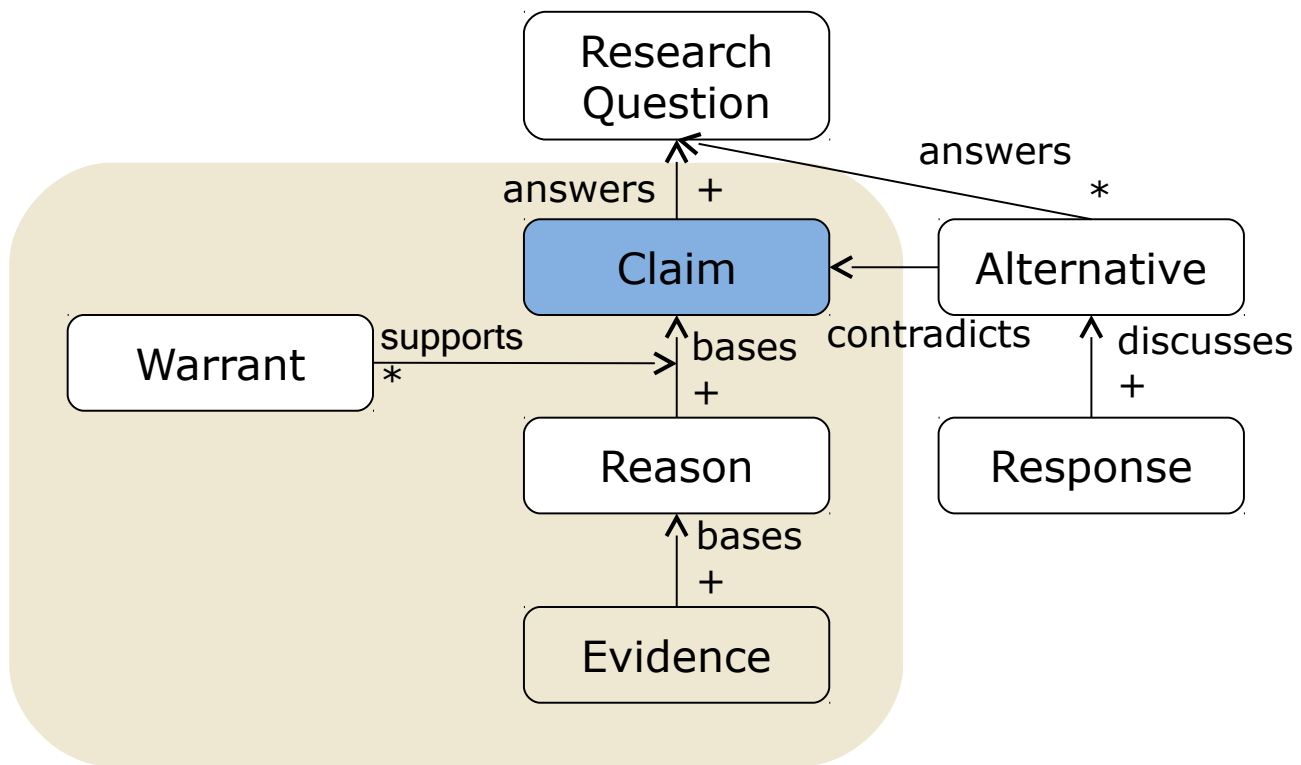 Research
Question
answers
*
answers +
Claim
Alternative
supports
*
Warrant
bases
+
contradicts
discusses
+
Reason
Response
bases
+
Evidence